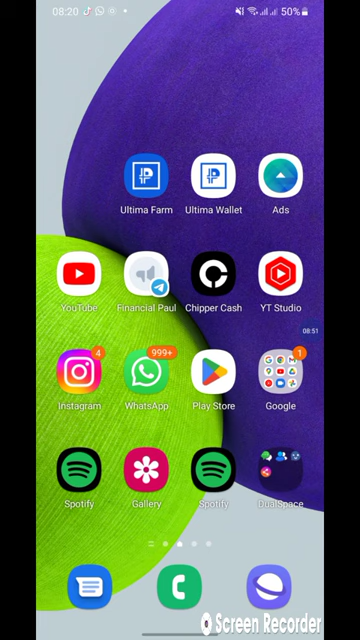 08:20
50%
Ultima Farm
Ultima Wallet
Ads
YouTube
Financial Paul
Chipper Cash
YT Studio
08:51
4
999+
1
Instagram
WhatsApp
Play Store
Google
Spotify
Gallery
Spotify
DualSpace
Screen Recorder